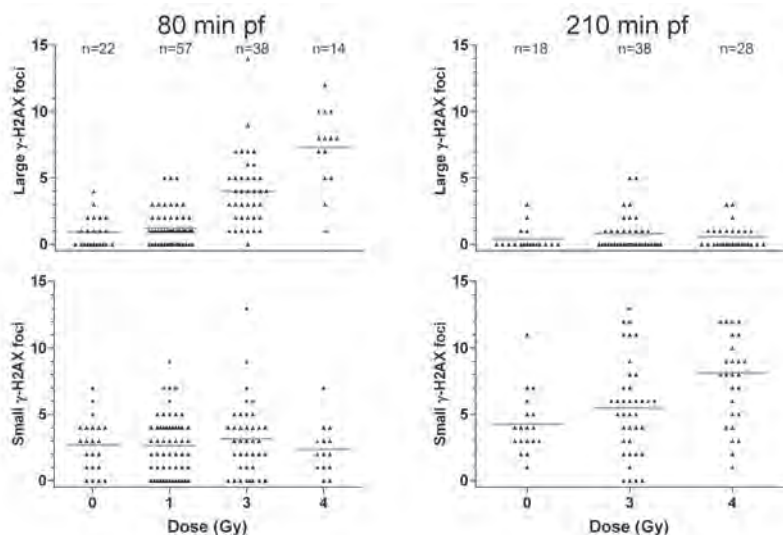 80 min pf
n=22 n=57 n=38 n=14
Large γ-H2AX foci
15
10
5
0
210 min pf
n=18 n=38 n=28
Large γ-H2AX foci
15
10
5
0
Small γ-H2AX foci
15
10
5
0
0 1 3 4
Dose (Gy)
Small γ-H2AX foci
15
10
5
0
0 3 4
Dose (Gy)